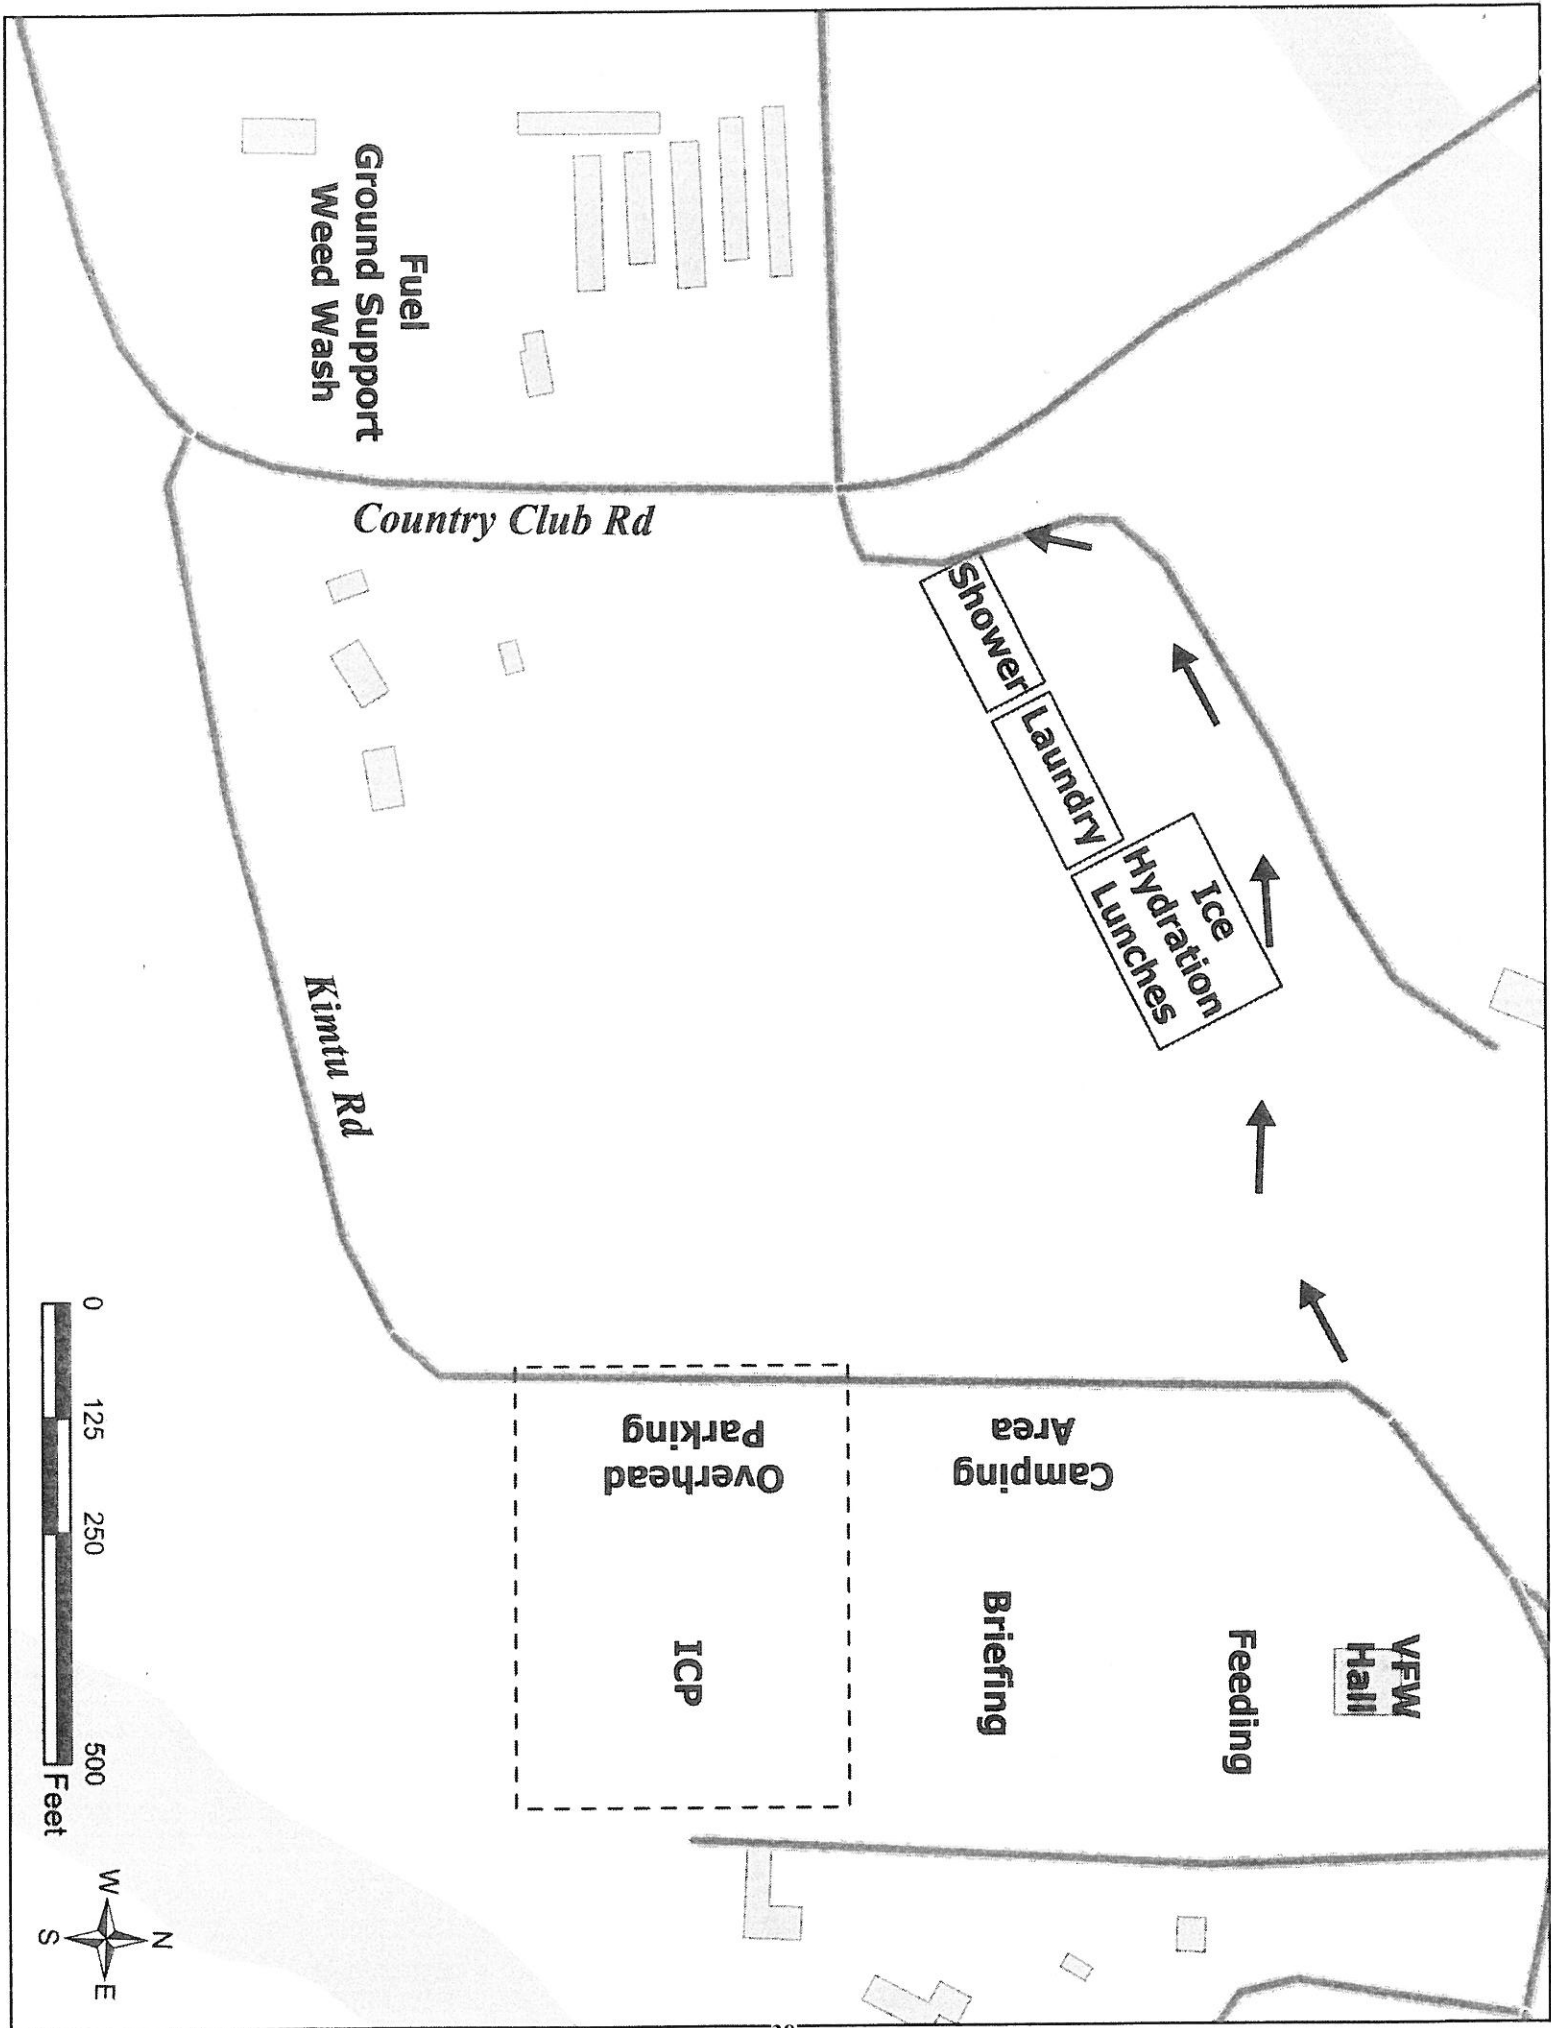 Fuel
Ground Support
Weed Wash
Country Club Rd
Shower
Laundry
Ice
Hydration
Lunches
Kimtu Rd
VFW
Hall
Feeding
Briefing
Camping
Area
Overhead
Parking
ICP
0 125 250 500
Feet
N
W E
S